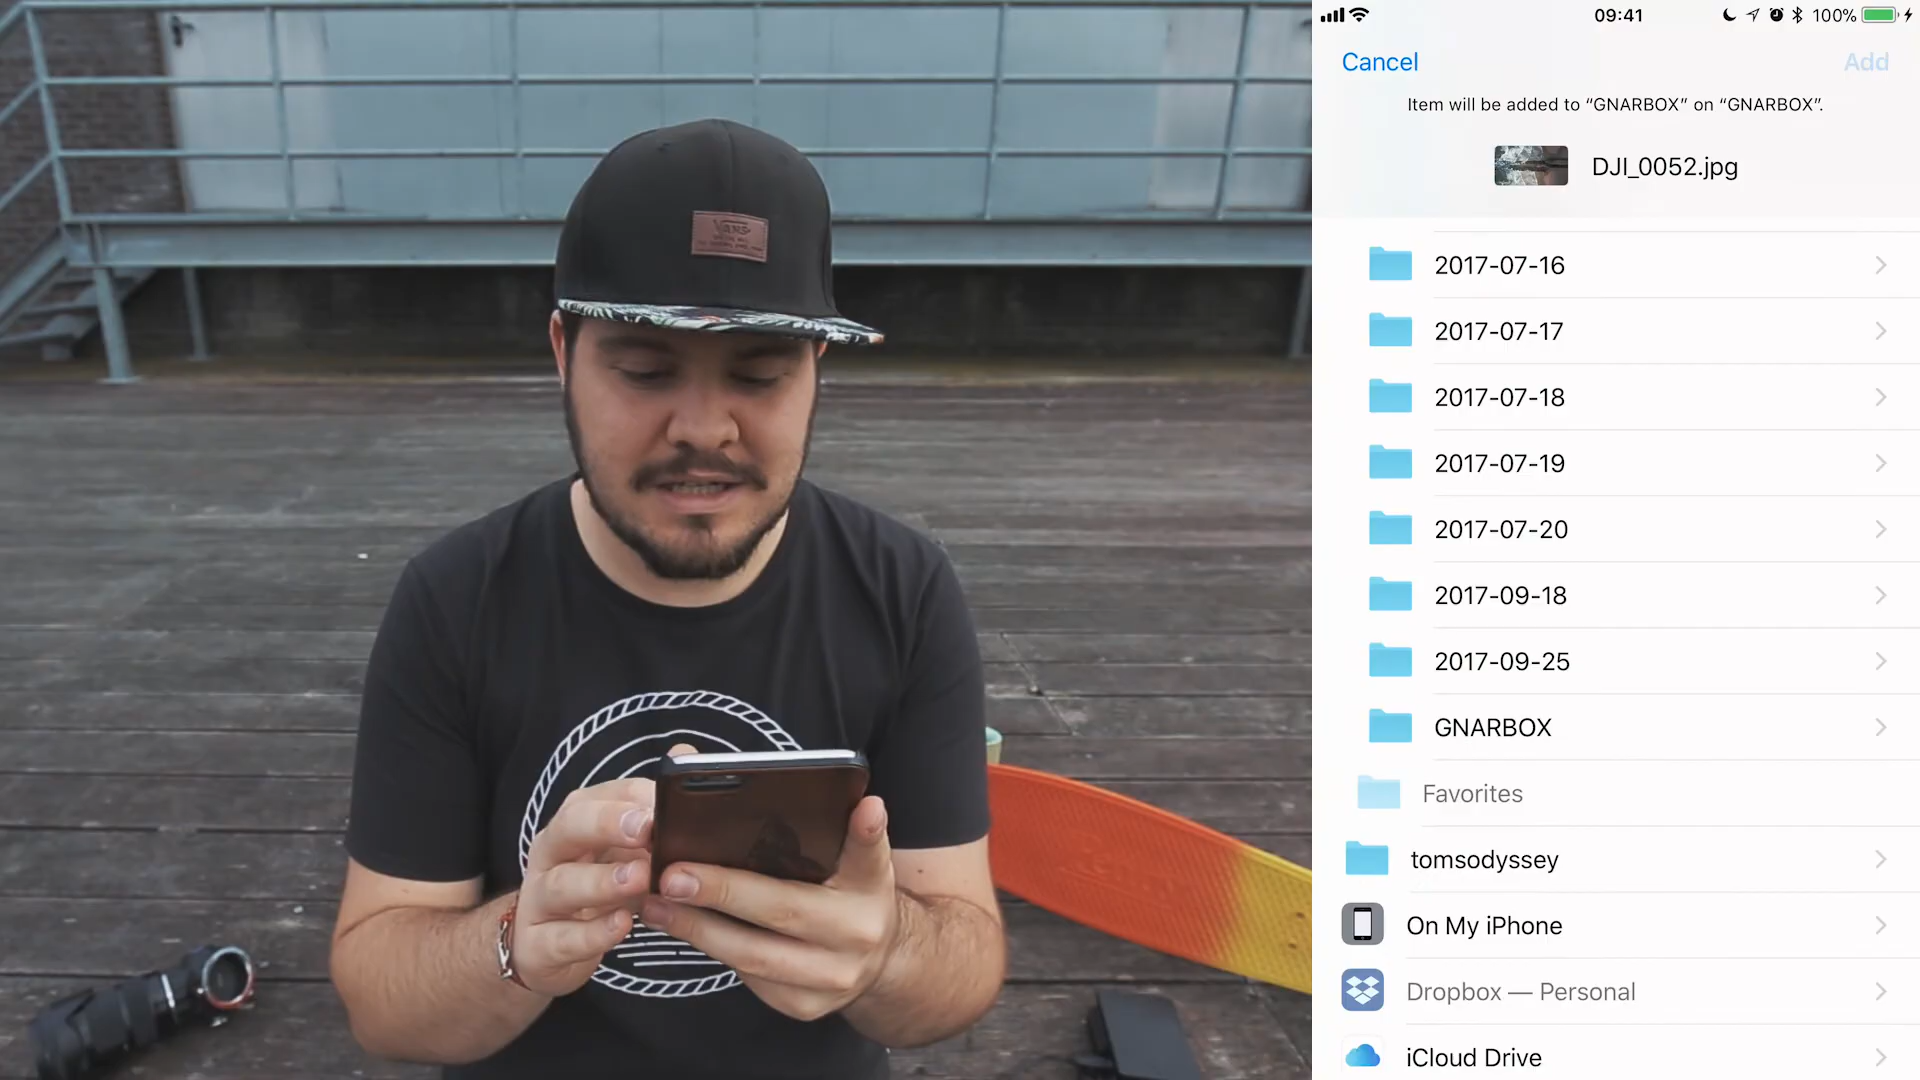 VANS
09:41
100%
Cancel
Add
Item will be added to “GNARBOX” on “GNARBOX”.
DJI_0052.jpg
2017-07-16
2017-07-17
2017-07-18
2017-07-19
2017-07-20
2017-09-18
2017-09-25
GNARBOX
Favorites
tomsodyssey
On My iPhone
Dropbox — Personal
iCloud Drive